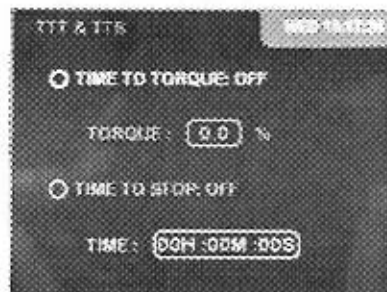 TTT & TTS
TIME TO TORQUE: OFF
TORQUE: 0.0 %
TIME TO STOP: OFF
TIME: 00H :00M :00S